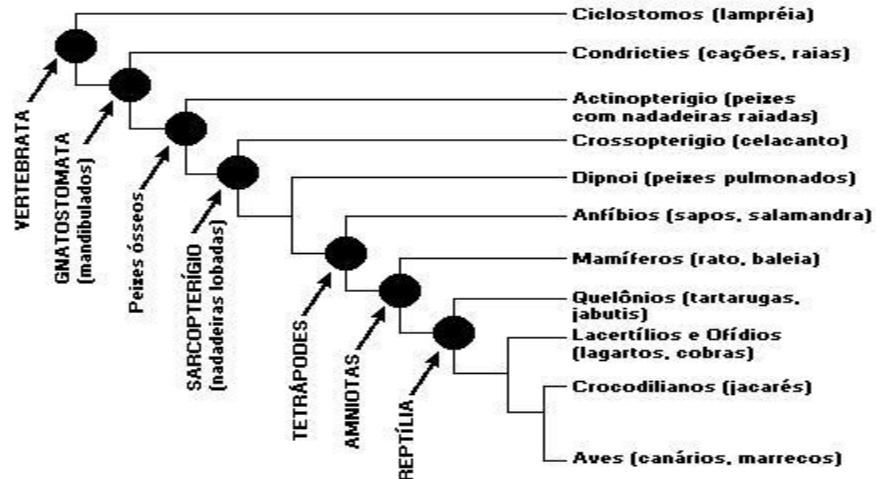 Ciclostomos (lampréia)
Condricties (cações, raias)
Actinopterigio (peixes
com nadadeiras raiadas)
Crossopterigio (celacanto)
Dipnoi (peixes pulmonados)
Anfíbios (sapos, salamandra)
Mamíferos (rato, baleia)
Quelônios (tartarugas,
jabutis)
Lacertílios e Ofídios
(lagartos, cobras)
Crocodilianos (jacarés)
Aves (canários, marrecos)
VERTEBRATA
GNATOSTOMATA
(mandibulados)
Peixes ósseos
SARCOPTERÍGIO
(nadadeiras lobadas)
TETRÁPODES
AMNIOTAS
REPTÍLIA